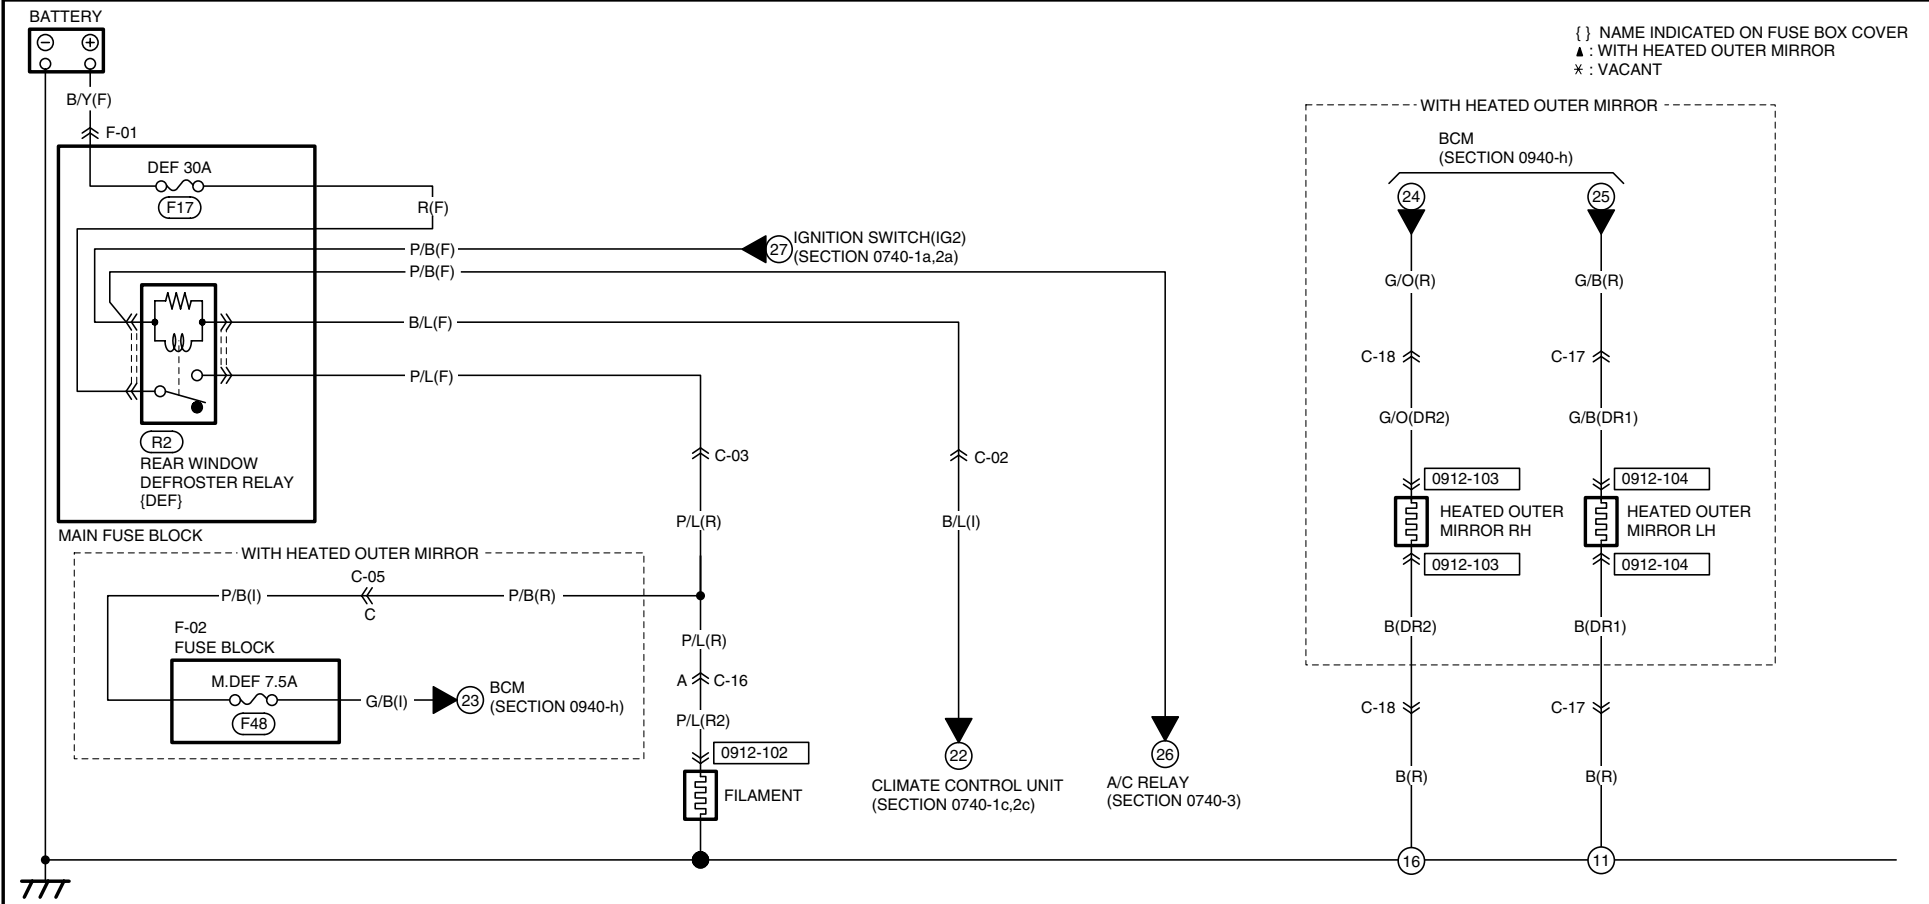 BATTERY
B/Y(F)
F-01
DEF 30A
F17
R(F)
P/B(F)
27
IGNITION SWITCH(IG2)
(SECTION 0740-1a,2a)
P/B(F)
B/L(F)
P/L(F)
R2
REAR WINDOW
DEFROSTER RELAY
{DEF}
MAIN FUSE BLOCK
C-03
C-02
P/L(R)
B/L(I)
WITH HEATED OUTER MIRROR
C-05
P/B(I)
C
P/B(R)
F-02
FUSE BLOCK
M.DEF 7.5A
F48
G/B(I)
23
BCM
(SECTION 0940-h)
P/L(R)
A
C-16
P/L(R2)
0912-102
FILAMENT
22
CLIMATE CONTROL UNIT
(SECTION 0740-1c,2c)
26
A/C RELAY
(SECTION 0740-3)
{ } NAME INDICATED ON FUSE BOX COVER
▲ : WITH HEATED OUTER MIRROR
* : VACANT
WITH HEATED OUTER MIRROR
BCM
(SECTION 0940-h)
24
25
G/O(R)
G/B(R)
C-18
C-17
G/O(DR2)
G/B(DR1)
0912-103
0912-104
HEATED OUTER
MIRROR RH
HEATED OUTER
MIRROR LH
0912-103
0912-104
B(DR2)
B(DR1)
C-18
C-17
B(R)
B(R)
16
11